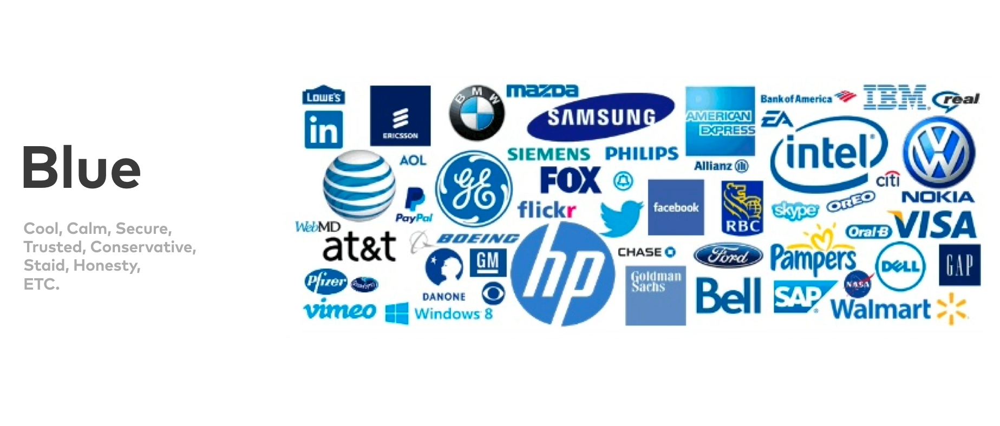 Blue
Cool, Calm, Secure,
Trusted, Conservative,
Staid, Honesty,
ETC.
LOWE'S
in
ERICSSON
BMW
mazda
SAMSUNG
AMERICAN
EXPRESS
Bank of America
IBM
real
EA
intel
VW
AOL
GE
SIEMENS
PHILIPS
Allianz
citi
FOX
NOKIA
PayPal
flickr
facebook
RBC
skype
OREO
VISA
WebMD
at&t
BOEING
hp
CHASE
Ford
Pampers
Oral-B
DELL
GAP
GM
Pfizer
DANONE
Goldman
Sachs
Bell
SAP
NASA
Walmart
vimeo
Windows 8